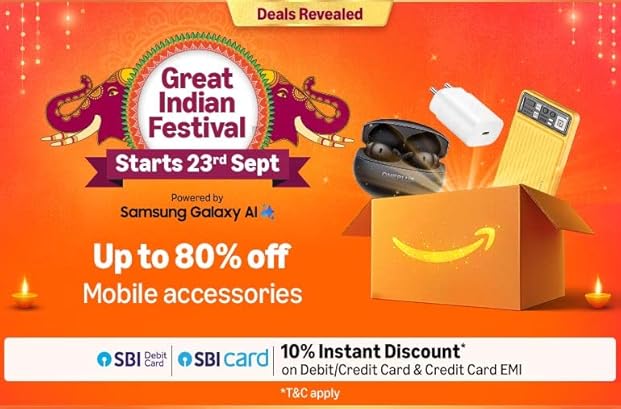 Deals Revealed
Great
Indian
Festival
Starts 23rd Sept
Powered by
Samsung Galaxy AI
Up to 80% off
Mobile accessories
ONEPLUS
SBI Debit Card
SBI card
10% Instant Discount*
on Debit/Credit Card & Credit Card EMI
*T&C apply